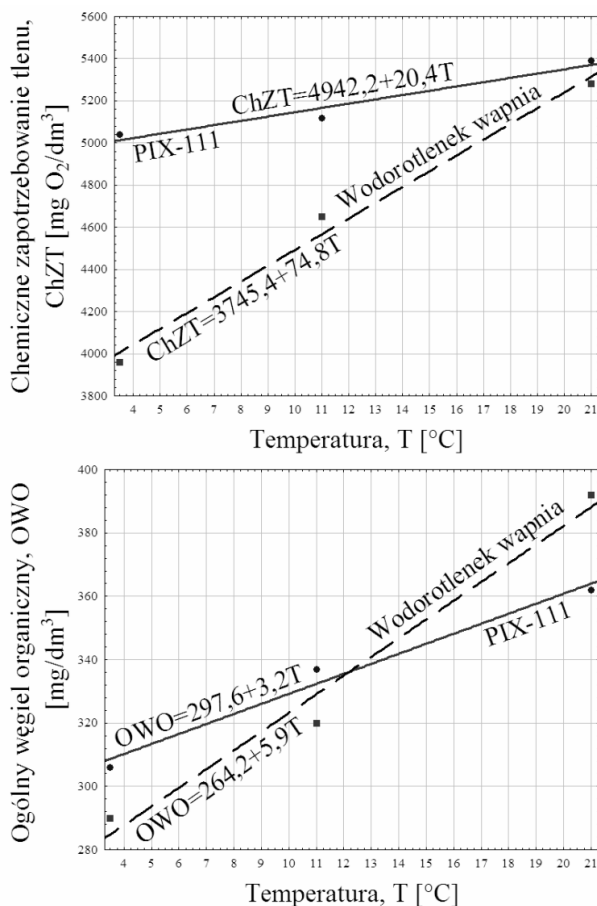 Chemiczne zapotrzebowanie tlenu,
ChZT [mg O₂/dm³]
5600
5400
5200
5000
4800
4600
4400
4200
4000
3800
ChZT=4942,2+20,4T
PIX-111
Wodorotlenek wapnia
ChZT=3745,4+74,8T
4 5 6 7 8 9 10 11 12 13 14 15 16 17 18 19 20 21
Temperatura, T [°C]
Ogólny węgiel organiczny, OWO
[mg/dm³]
400
380
360
340
320
300
280
Wodorotlenek wapnia
PIX-111
OWO=297,6+3,2T
OWO=264,2+5,9T
4 5 6 7 8 9 10 11 12 13 14 15 16 17 18 19 20 21
Temperatura, T [°C]